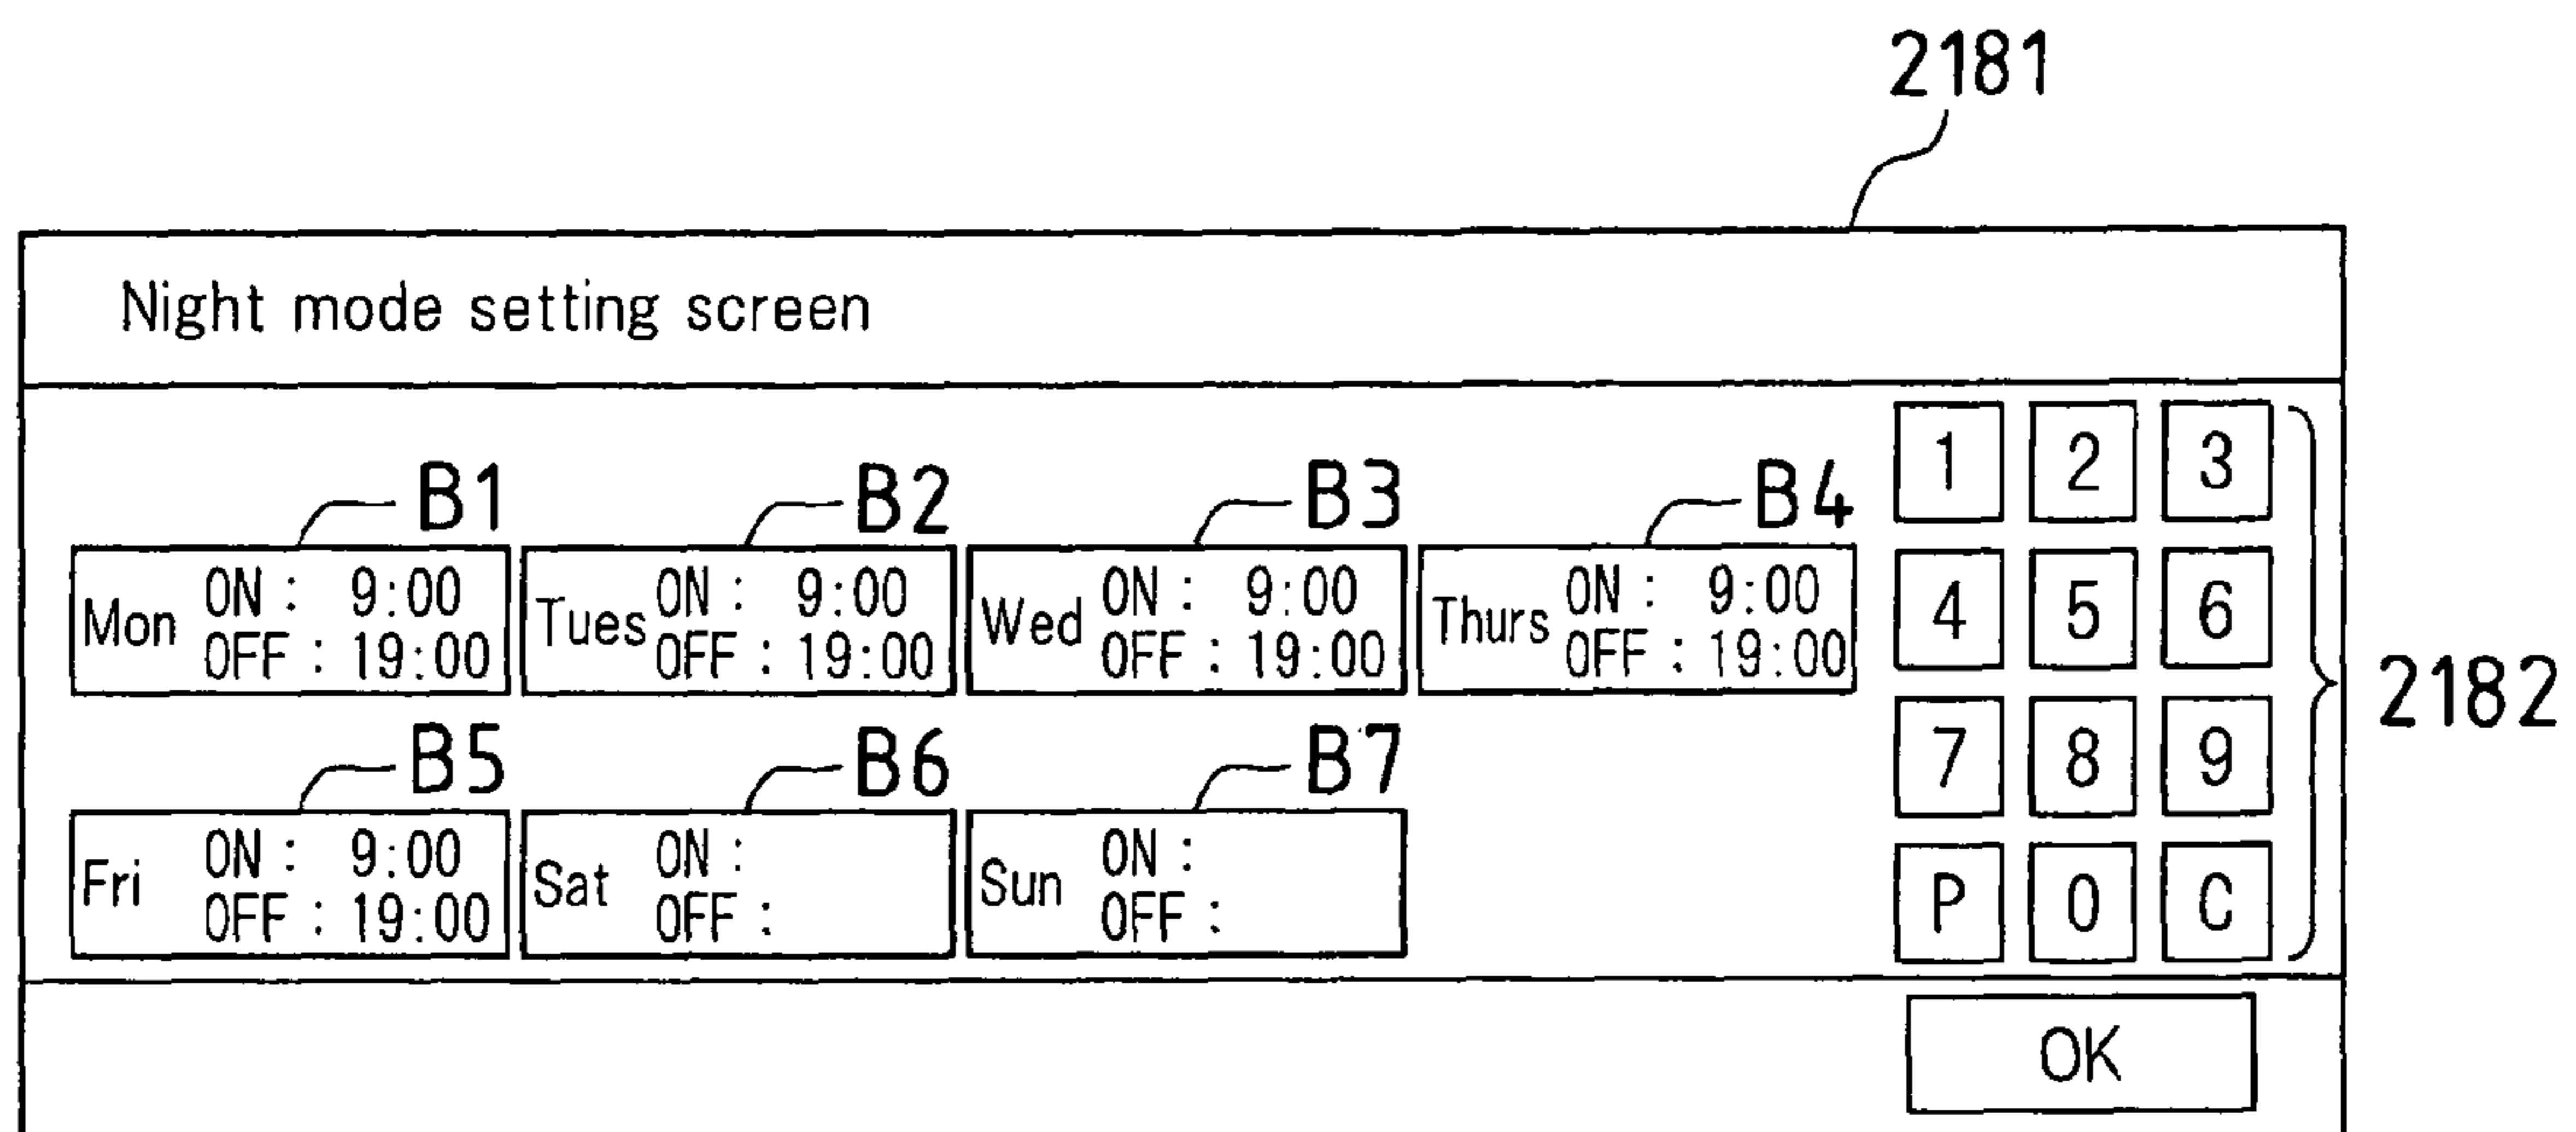 2181
Night mode setting screen
B1 B2 B3 B4
Mon ON : 9:00 OFF : 19:00
Tues ON : 9:00 OFF : 19:00
Wed ON : 9:00 OFF : 19:00
Thurs ON : 9:00 OFF : 19:00
B5 B6 B7
Fri ON : 9:00 OFF : 19:00
Sat ON : OFF :
Sun ON : OFF :
1 2 3
4 5 6
7 8 9
P 0 C
2182
OK